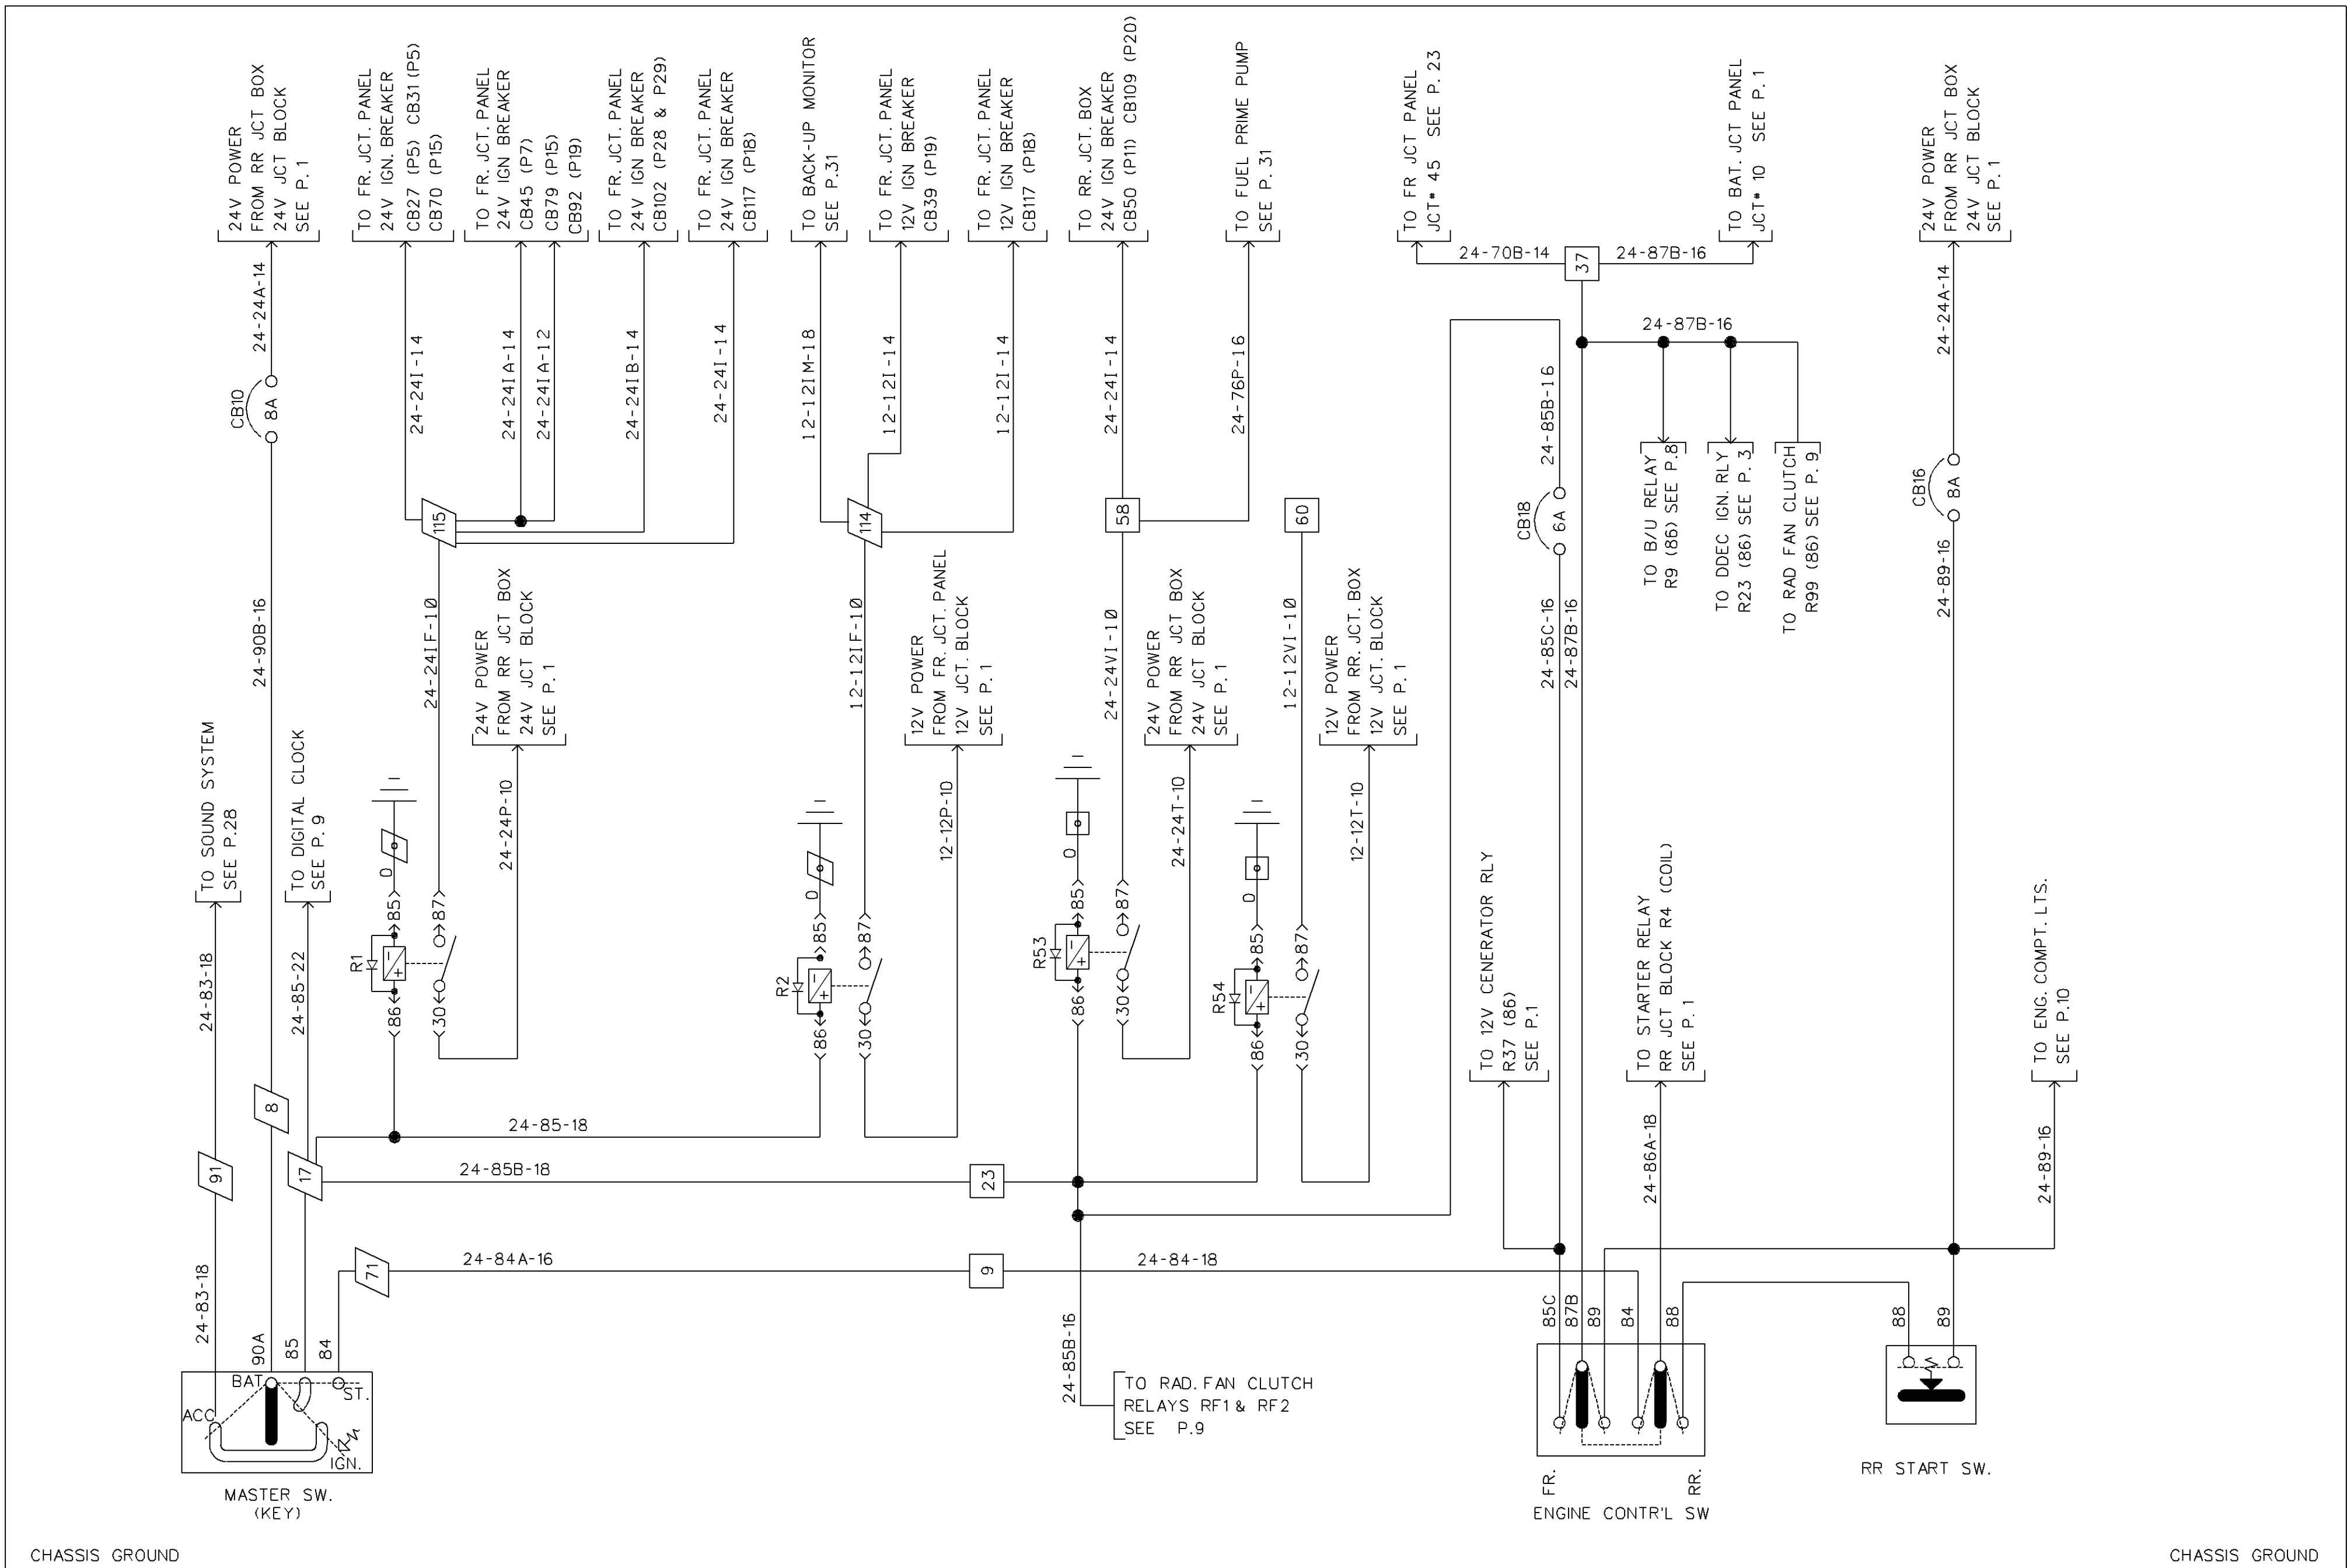 24V POWER
FROM RR JCT BOX
24V JCT BLOCK
SEE P.1
TO FR.JCT.PANEL
24V IGN.BREAKER
CB27 (P5) CB31 (P5)
CB70 (P15)
TO FR.JCT.PANEL
24V IGN BREAKER
CB45 (P7)
CB79 (P15)
CB92 (P19)
TO FR.JCT.PANEL
24V IGN BREAKER
CB102 (P28 & P29)
TO FR.JCT.PANEL
24V IGN BREAKER
CB117 (P18)
TO BACK-UP MONITOR
SEE P.31
TO FR.JCT.PANEL
12V IGN BREAKER
CB39 (P19)
TO FR.JCT.PANEL
12V IGN BREAKER
CB117 (P18)
TO RR.JCT.BOX
24V IGN BREAKER
CB50 (P11) CB109 (P20)
TO FUEL PRIME PUMP
SEE P.31
TO FR JCT PANEL
JCT# 45 SEE P.23
TO BAT.JCT PANEL
JCT# 10 SEE P.1
24V POWER
FROM RR JCT BOX
24V JCT BLOCK
SEE P.1
24-24A-14
CB10
8A
24-90B-16
24-24I-14
24-24IA-14
24-24IA-12
24-24IB-14
24-24I-14
12-12IM-18
12-12I-14
12-12I-14
24-24I-14
24-76P-16
24-70B-14
37
24-87B-16
24-87B-16
24-85B-16
CB18
6A
24-24A-14
CB16
8A
24-89-16
115
114
58
60
TO B/U RELAY
R9 (86) SEE P.8
TO DDEC IGN.RLY
R23 (86) SEE P.3
TO RAD FAN CLUTCH
R99 (86) SEE P.9
24-24IF-10
24V POWER
FROM RR JCT BOX
24V JCT BLOCK
SEE P.1
24-24P-10
12-12IF-10
12V POWER
FROM FR.JCT.PANEL
12V JCT.BLOCK
SEE P.1
12-12P-10
24-24VI-10
24V POWER
FROM RR JCT BOX
24V JCT BLOCK
SEE P.1
24-24T-10
12-12VI-10
12V POWER
FROM RR.JCT.BOX
12V JCT.BLOCK
SEE P.1
12-12T-10
24-85C-16
24-87B-16
TO SOUND SYSTEM
SEE P.28
24-83-18
TO DIGITAL CLOCK
SEE P.9
24-85-22
0
R1
85
87
86
30
0
R2
85
87
86
30
0
R53
85
87
86
30
0
R54
85
87
86
30
TO 12V CENERATOR RLY
R37 (86)
SEE P.1
TO STARTER RELAY
RR JCT BLOCK R4 (COIL)
SEE P.1
24-86A-18
TO ENG.COMPT.LTS.
SEE P.10
24-89-16
8
91
17
24-85-18
24-85B-18
23
71
24-84A-16
9
24-84-18
24-83-18
90A
85
84
24-85B-16
TO RAD.FAN CLUTCH
RELAYS RF1 & RF2
SEE P.9
85C
87B
89
84
88
88
89
BAT.
ST.
ACC
IGN.
MASTER SW.
(KEY)
FR.
RR.
ENGINE CONTR'L SW
RR START SW.
CHASSIS GROUND
CHASSIS GROUND